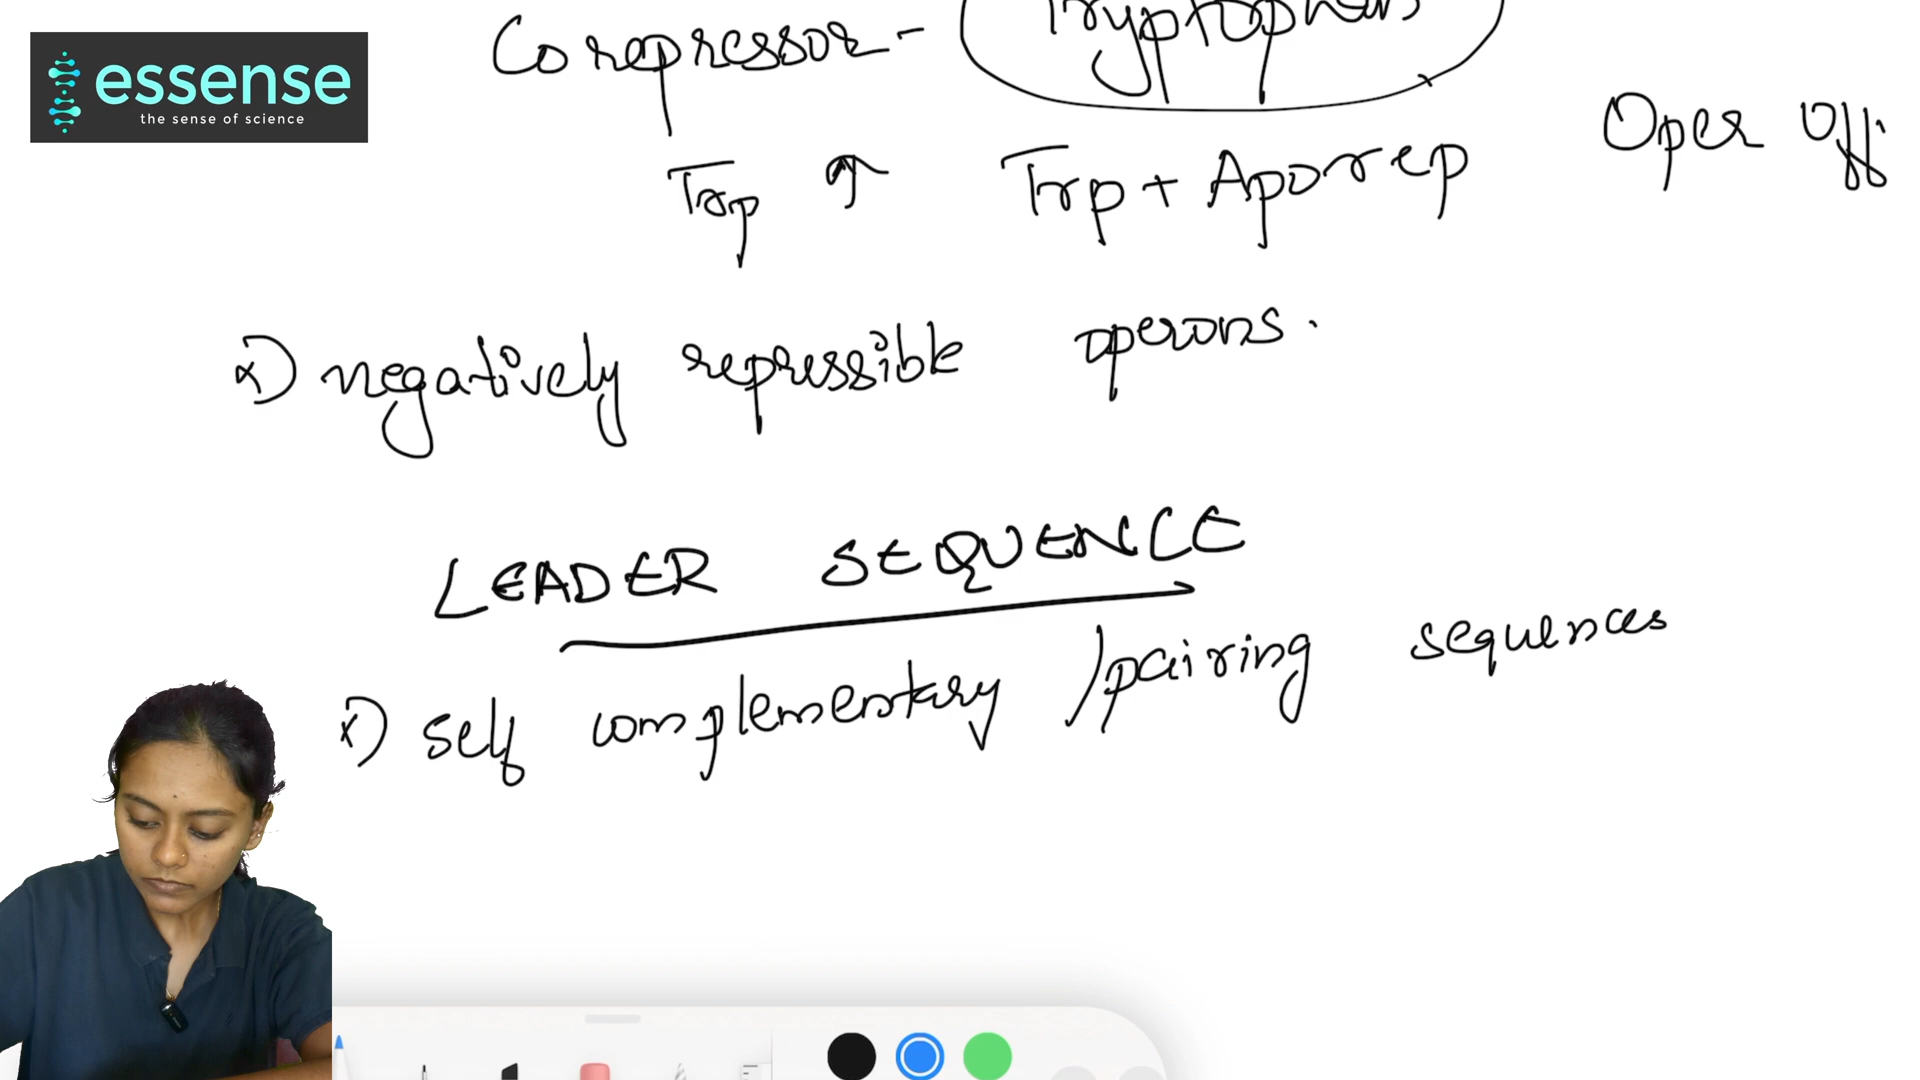 essense
the sense of science
Corepressor - Tryptophan
Trp ↑ Trp + Aporep Oper Off.
*) negatively repressible operons.
LEADER SEQUENCE
*) self complementary / pairing sequences